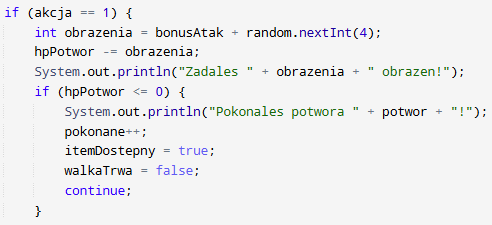 if (akcja == 1) {
    int obrazenia = bonusAtak + random.nextInt(4);
    hpPotwor -= obrazenia;
    System.out.println("Zadales " + obrazenia + " obrazen!");
    if (hpPotwor <= 0) {
        System.out.println("Pokonales potwora " + potwor + "!");
        pokonane++;
        itemDostepny = true;
        walkaTrwa = false;
        continue;
    }